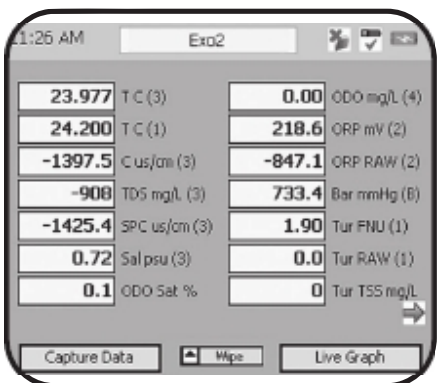 11:26 AM Exo2
23.977 T C (3) 0.00 ODO mg/L (4)
24.200 T C (1) 218.6 ORP mV (2)
-1397.5 C us/cm (3) -847.1 ORP RAW (2)
-908 TDS mg/L (3) 733.4 Bar mmHg (B)
-1425.4 SPC us/cm (3) 1.90 Tur FNU (1)
0.72 Sal psu (3) 0.0 Tur RAW (1)
0.1 ODO Sat % 0 Tur TSS mg/L
Capture Data Wipe Live Graph